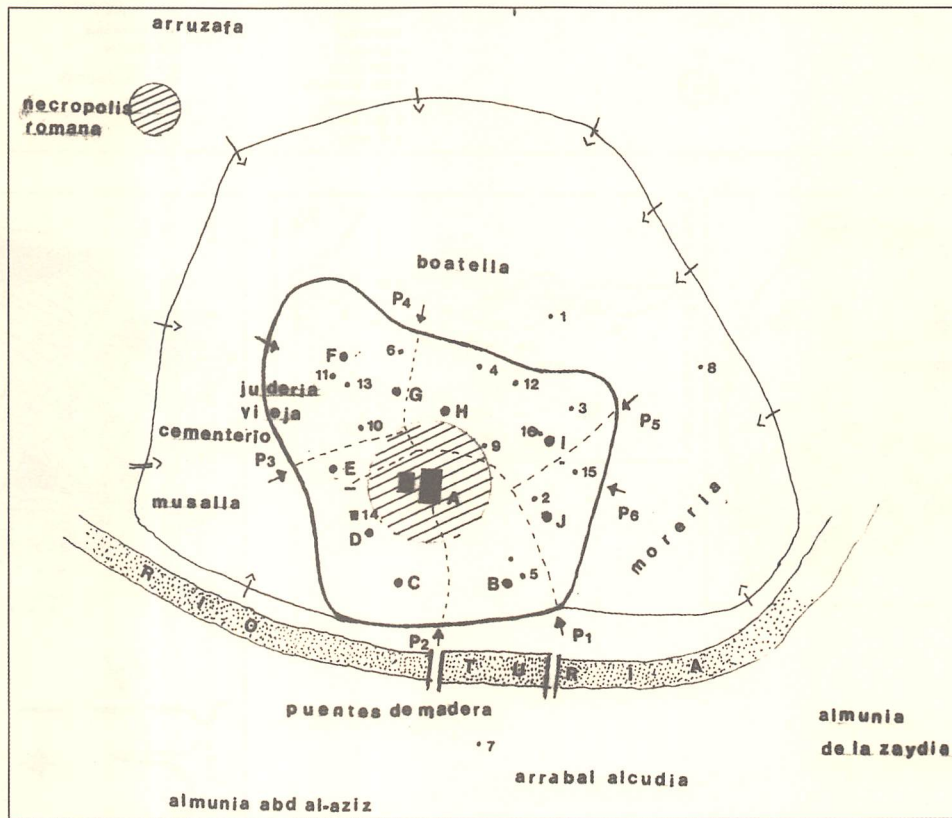 arruzafa
necropolis
romana
boatella
P4
1
F
6
4
8
11
13
12
juderia
vieja
G
H
3
P5
cementerio
10
16
I
9
P3
E
15
musalla
A
2
P6
14
J
D
moreria
C
B
5
P2
P1
RIO
TURIA
puentes de madera
almunia
de la zaydia
7
arrabal alcudia
almunia abd al-aziz